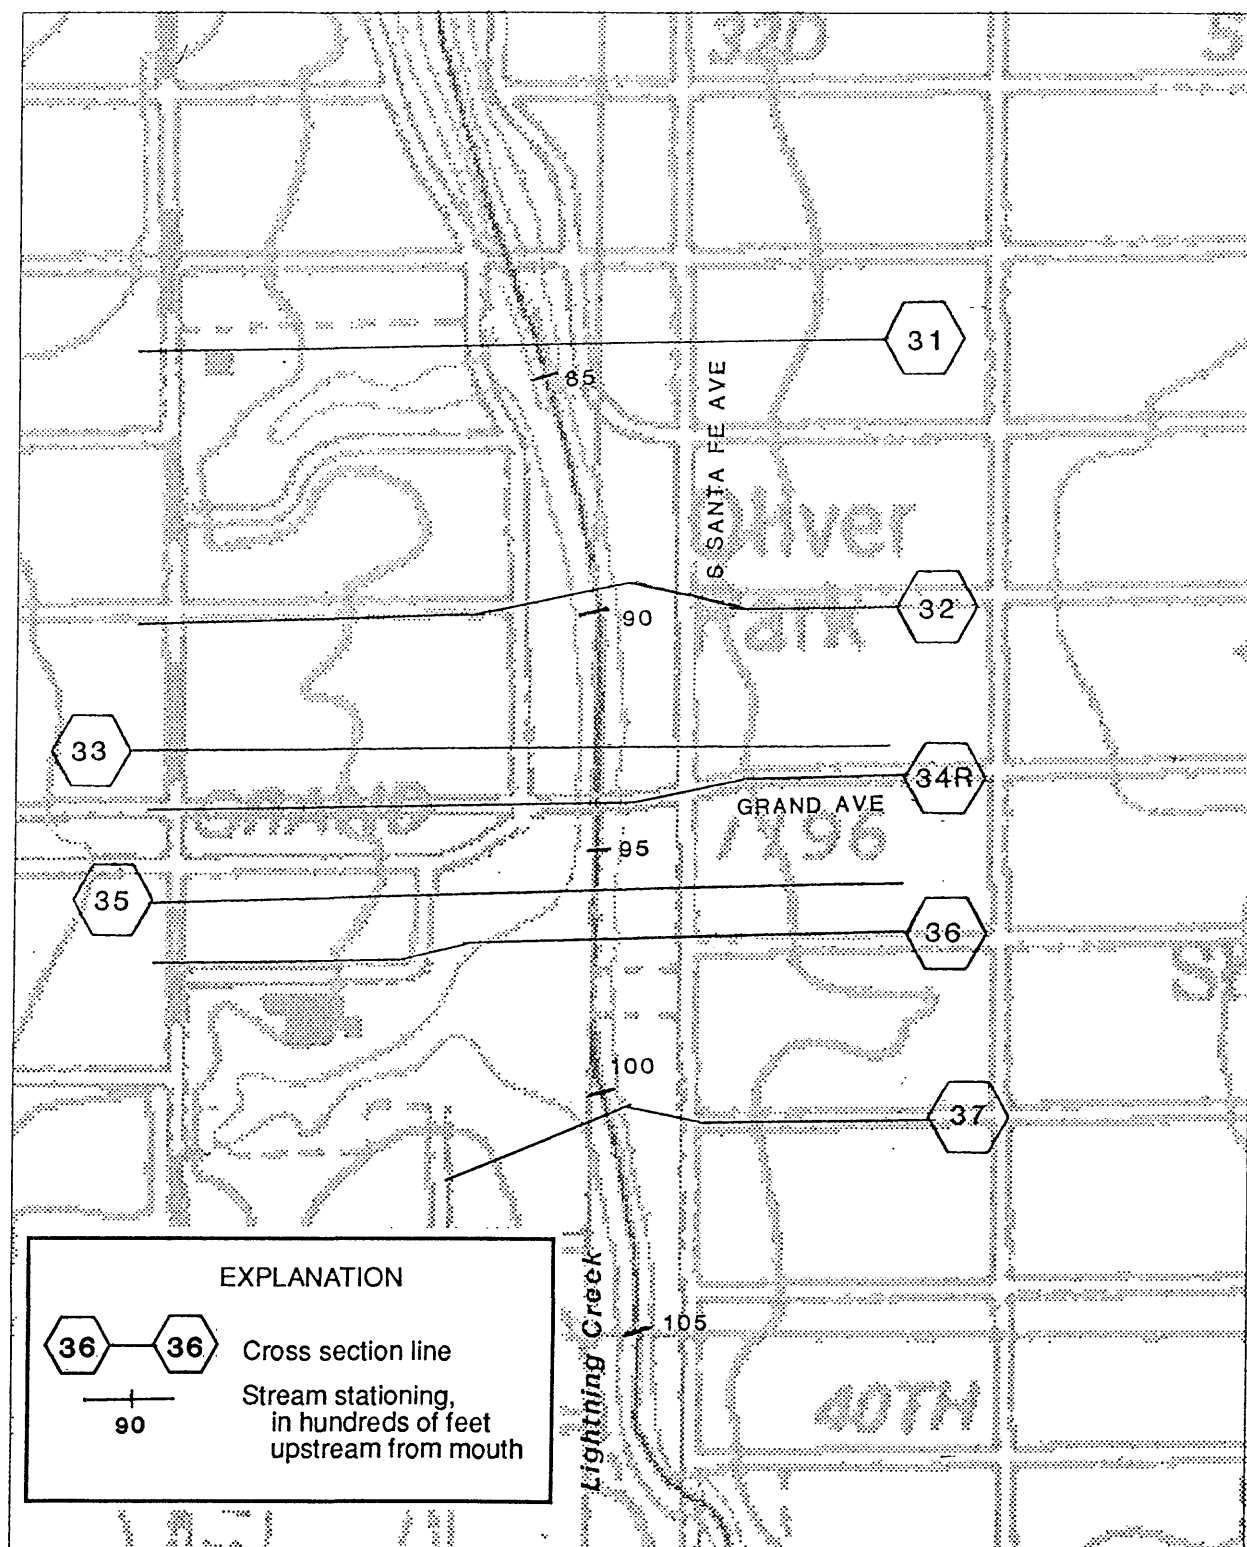 32D
S
31
85
S SANTA FE AVE
Oliver
Park
32
90
33
34R
GRAND AVE
GRAND
1196
95
35
36
100
37
EXPLANATION
36 36 Cross section line
Stream stationing,
90 in hundreds of feet
upstream from mouth
Lightning Creek
105
40TH